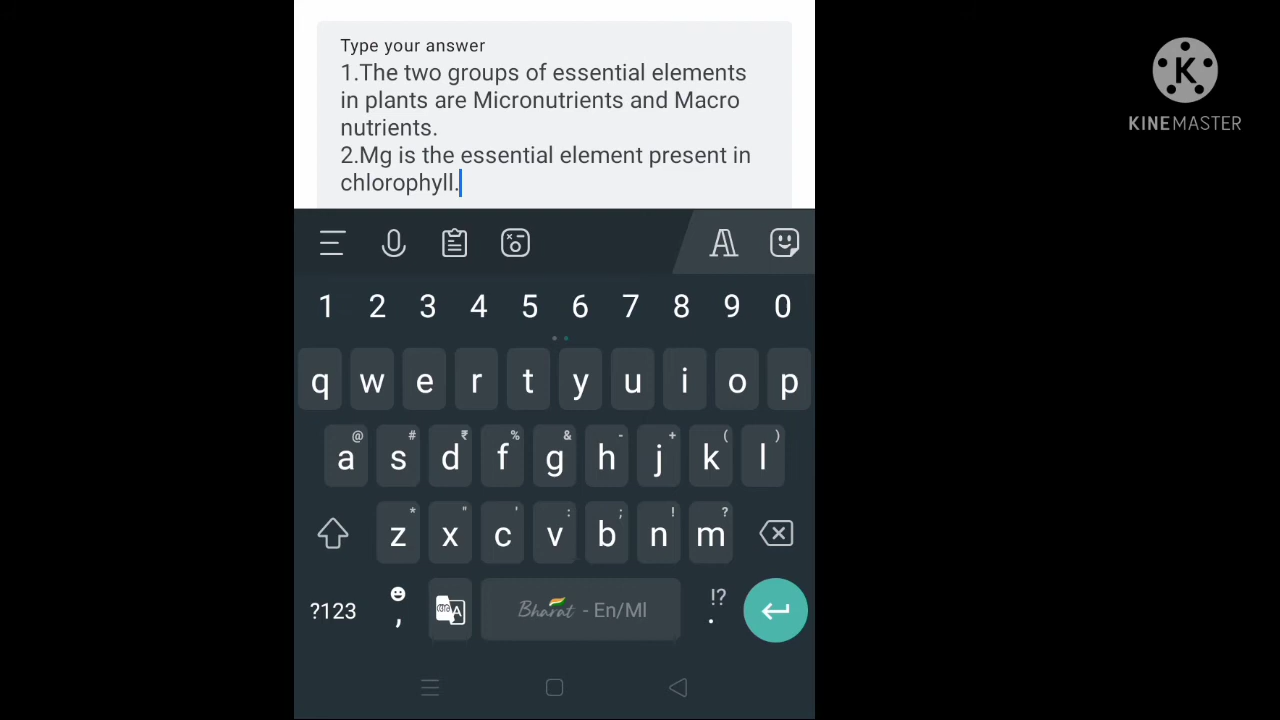 Type your answer
1.The two groups of essential elements
in plants are Micronutrients and Macro
nutrients.
2.Mg is the essential element present in
chlorophyll.
K
KINEMASTER
1 2 3 4 5 6 7 8 9 0
q w e r t y u i o p
@ # ₹ % & - + ( )
a s d f g h j k l
* " ' : ; ! ?
z x c v b n m
?123 , Bharat - En/Ml !? .